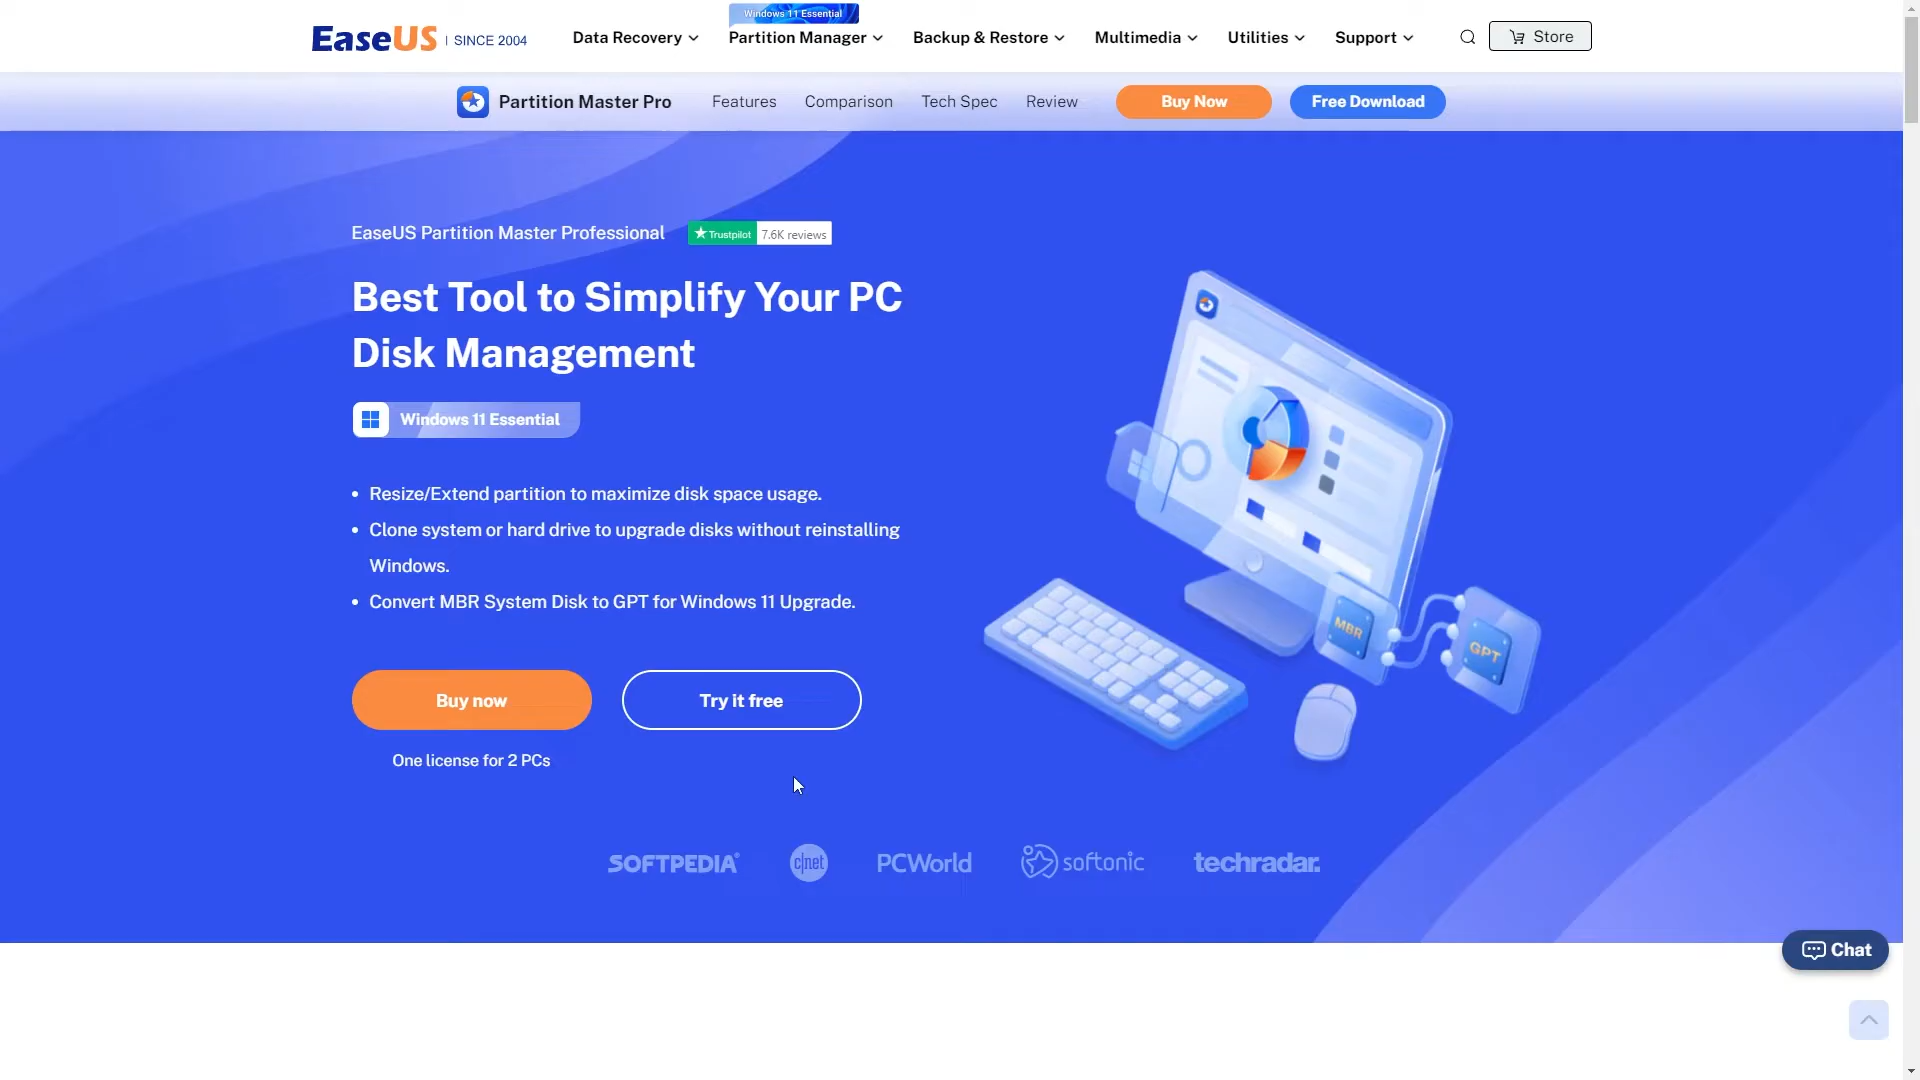 Windows 11 Essential
EaseUS | SINCE 2004 Data Recovery Partition Manager Backup & Restore Multimedia Utilities Support Store
Partition Master Pro Features Comparison Tech Spec Review Buy Now Free Download
EaseUS Partition Master Professional Trustpilot 7.6K reviews
Best Tool to Simplify Your PC
Disk Management
Windows 11 Essential
• Resize/Extend partition to maximize disk space usage.
• Clone system or hard drive to upgrade disks without reinstalling
Windows.
• Convert MBR System Disk to GPT for Windows 11 Upgrade.
MBR
GPT
Buy now Try it free
One license for 2 PCs
SOFTPEDIA® c|net PCWorld softonic techradar.
Chat